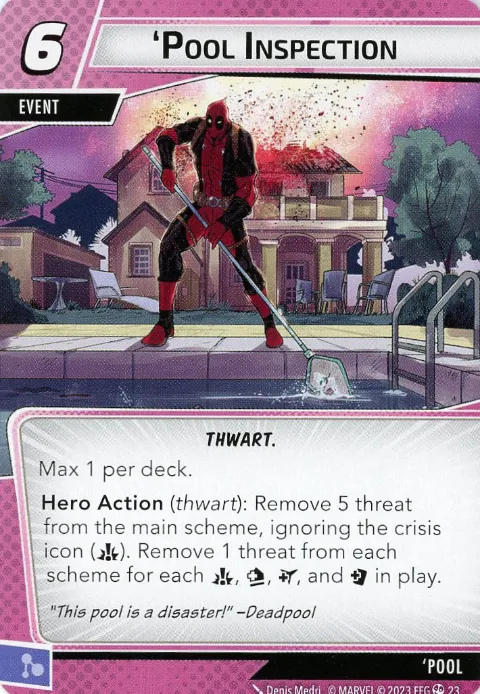 6
'POOL INSPECTION
EVENT
THWART.
Max 1 per deck.
Hero Action (thwart): Remove 5 threat
from the main scheme, ignoring the crisis
icon ( ). Remove 1 threat from each
scheme for each , , , and in play.
"This pool is a disaster!" –Deadpool
'POOL
Denis Medri © MARVEL © 2023 FFG 23